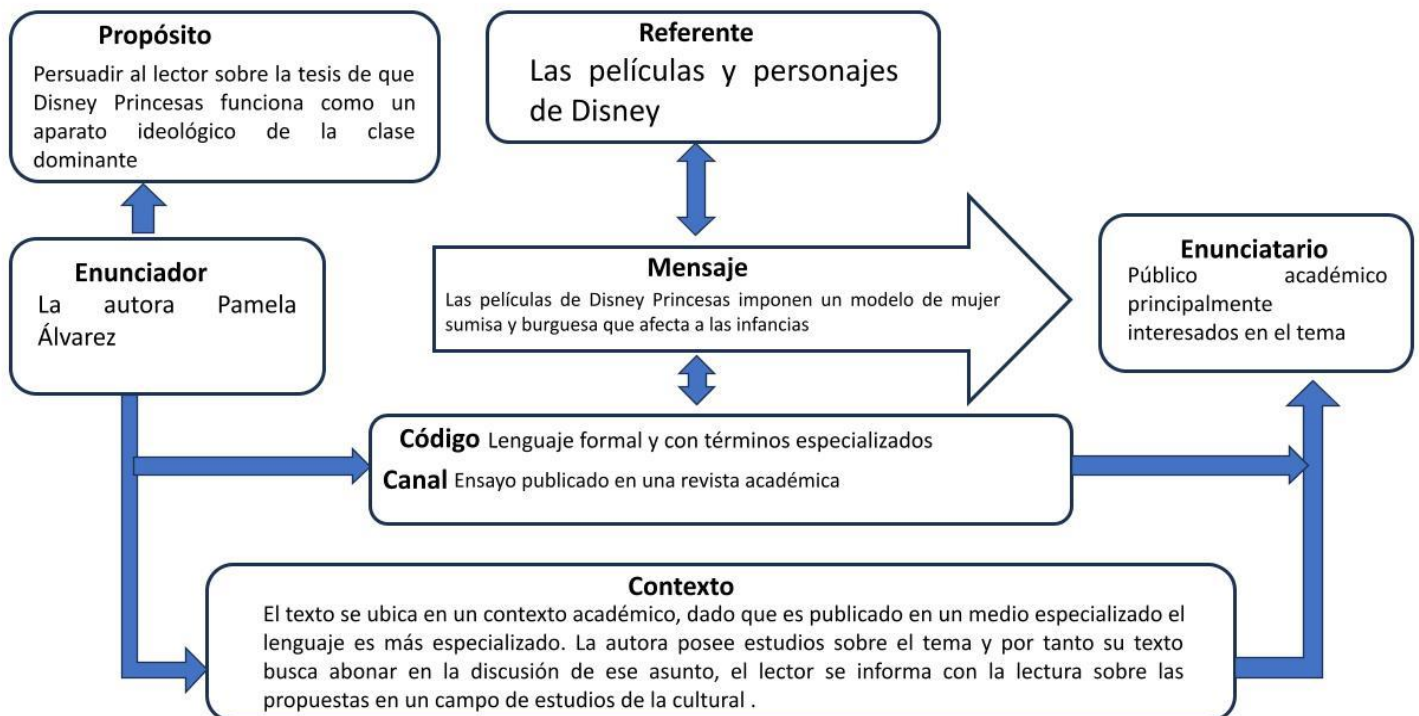 Propósito
Persuadir al lector sobre la tesis de que
Disney Princesas funciona como un
aparato ideológico de la clase
dominante
Referente
Las películas y personajes
de Disney
Enunciador
La autora Pamela
Álvarez
Mensaje
Las películas de Disney Princesas imponen un modelo de mujer
sumisa y burguesa que afecta a las infancias
Enunciatario
Público académico
principalmente
interesados en el tema
Código Lenguaje formal y con términos especializados
Canal Ensayo publicado en una revista académica
Contexto
El texto se ubica en un contexto académico, dado que es publicado en un medio especializado el
lenguaje es más especializado. La autora posee estudios sobre el tema y por tanto su texto
busca abonar en la discusión de ese asunto, el lector se informa con la lectura sobre las
propuestas en un campo de estudios de la cultural .